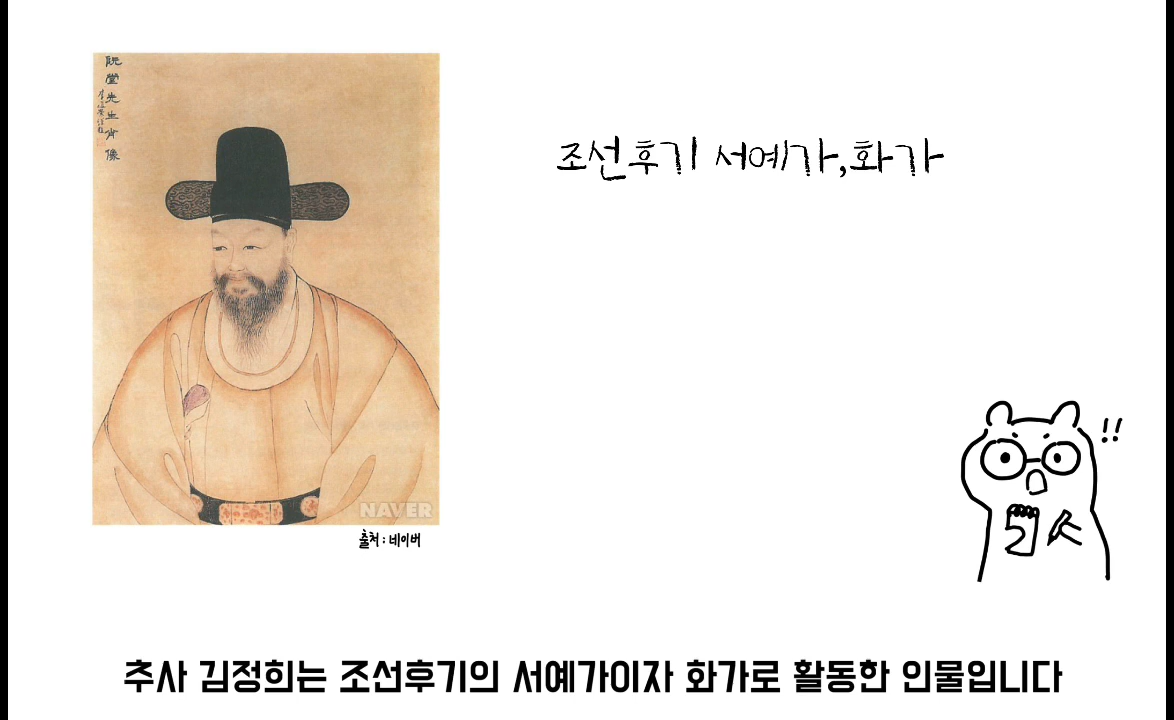 阮堂先生肖像
조선후기 서예가,화가
NAVER
출처 : 네이버
!!
추사 김정희는 조선후기의 서예가이자 화가로 활동한 인물입니다